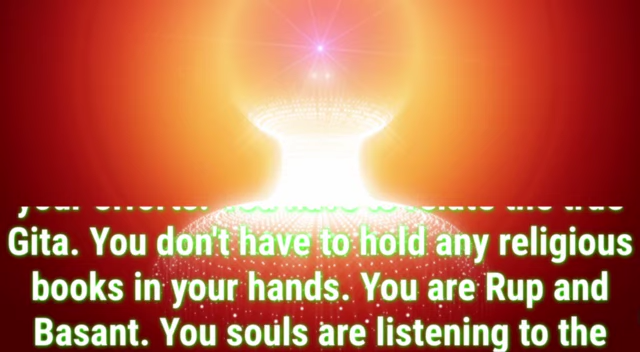 Gita. You don't have to hold any religious
books in your hands. You are Rup and
Basant. You souls are listening to the